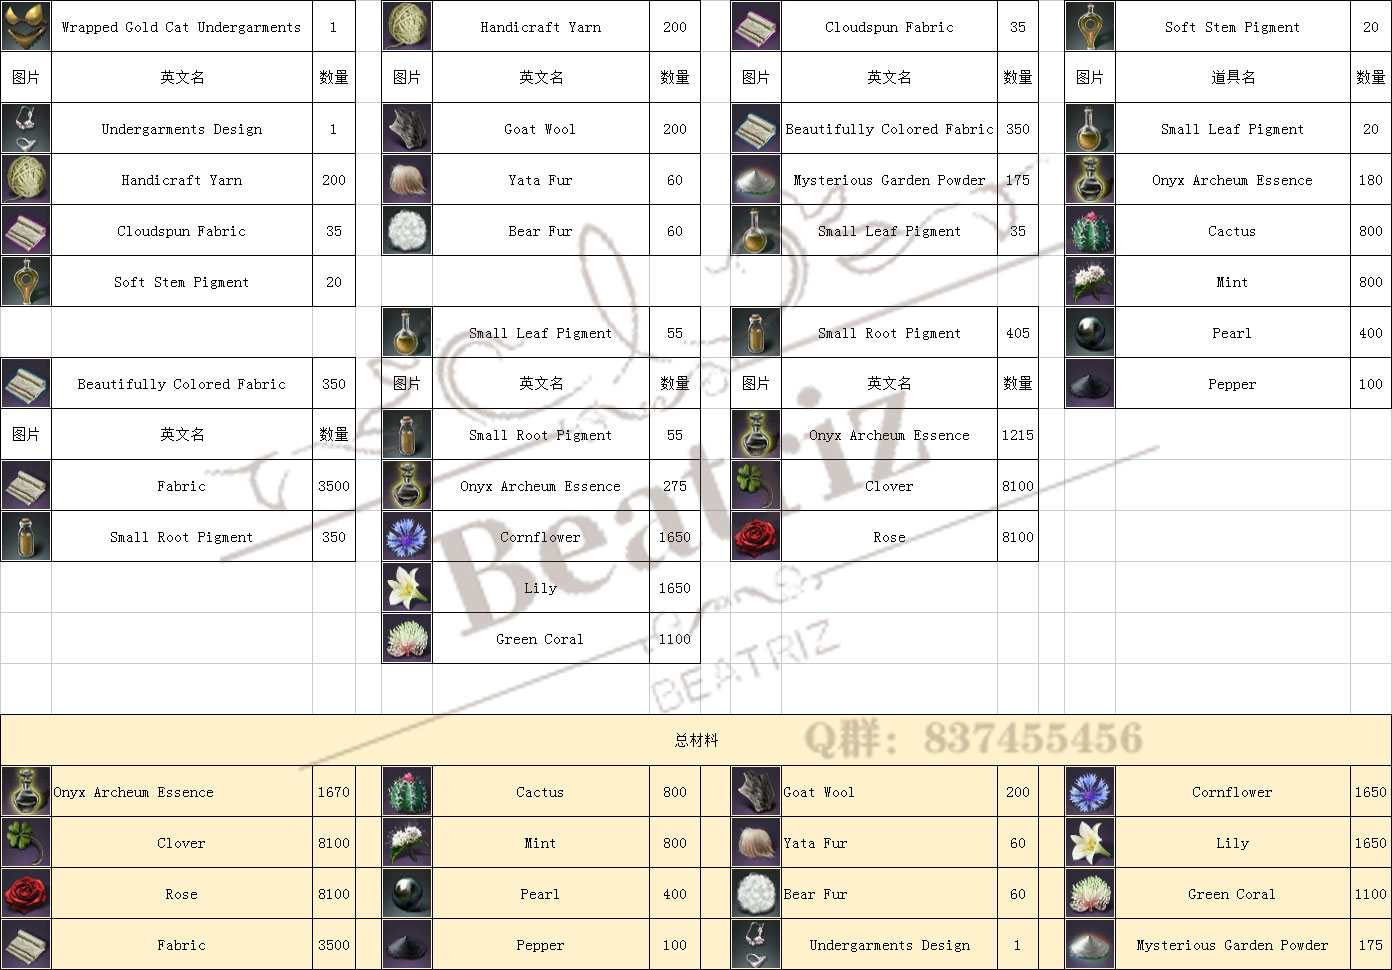 Wrapped Gold Cat Undergarments 1 Handicraft Yarn 200 Cloudspun Fabric 35 Soft Stem Pigment 20
图片 英文名 数量 图片 英文名 数量 图片 英文名 数量 图片 道具名 数量
Undergarments Design 1 Goat Wool 200 Beautifully Colored Fabric 350 Small Leaf Pigment 20
Handicraft Yarn 200 Yata Fur 60 Mysterious Garden Powder 175 Onyx Archeum Essence 180
Cloudspun Fabric 35 Bear Fur 60 Small Leaf Pigment 35 Cactus 800
Soft Stem Pigment 20 Mint 800
Small Leaf Pigment 55 Small Root Pigment 405 Pearl 400
Beautifully Colored Fabric 350 图片 英文名 数量 图片 英文名 数量 Pepper 100
图片 英文名 数量 Small Root Pigment 55 Onyx Archeum Essence 1215
Fabric 3500 Onyx Archeum Essence 275 Clover 8100
Small Root Pigment 350 Cornflower 1650 Rose 8100
Lily 1650
Green Coral 1100
Beatriz
BEATRIZ
总材料
Q群：837455456
Onyx Archeum Essence 1670 Cactus 800 Goat Wool 200 Cornflower 1650
Clover 8100 Mint 800 Yata Fur 60 Lily 1650
Rose 8100 Pearl 400 Bear Fur 60 Green Coral 1100
Fabric 3500 Pepper 100 Undergarments Design 1 Mysterious Garden Powder 175